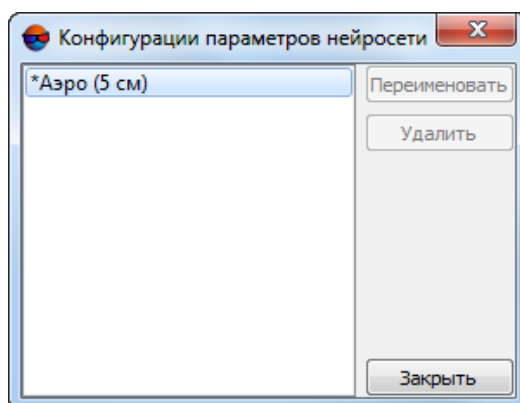 Конфигурации параметров нейросети
*Аэро (5 см)
Переименовать
Удалить
Закрыть